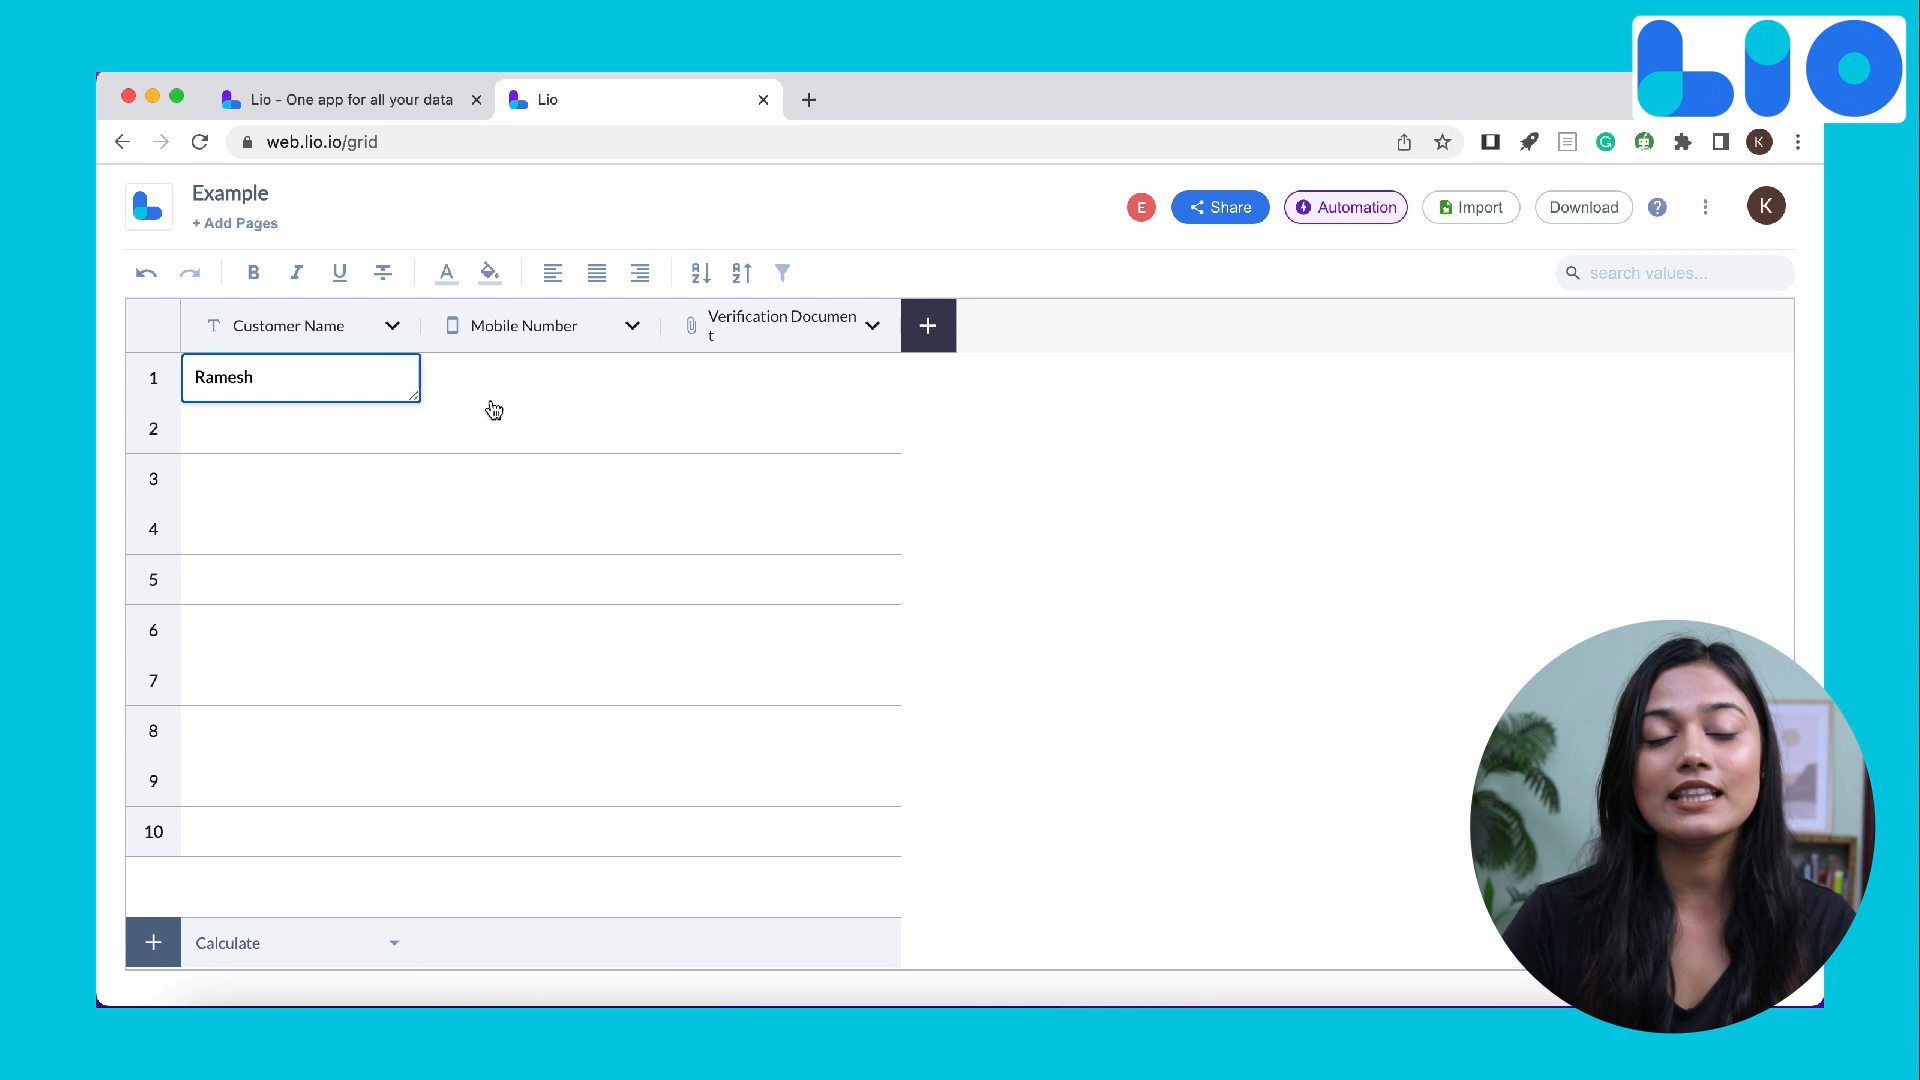 LIO
Lio - One app for all your data
Lio
web.lio.io/grid
G
K
Example
+ Add Pages
E
Share
Automation
Import
Download
?
K
B I U S A
A Z
A Z
search values...
Customer Name
Mobile Number
Verification Documen
t
+
1
Ramesh
2
3
4
5
6
7
8
9
10
+
Calculate